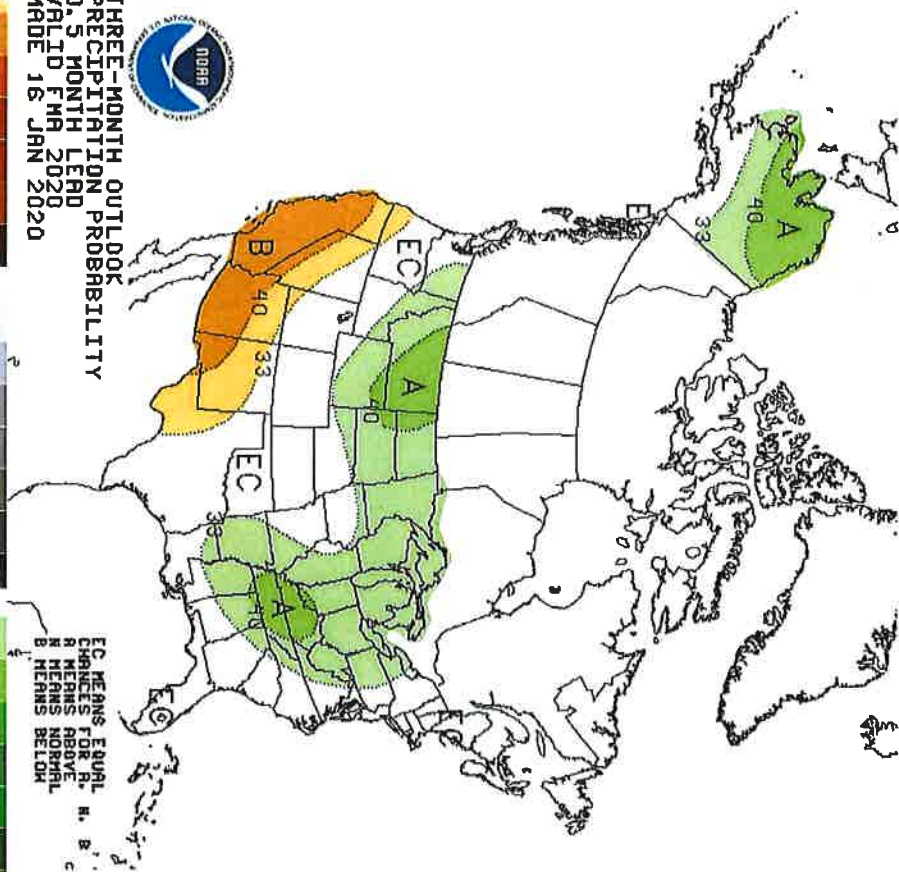 THREE-MONTH OUTLOOK
PRECIPITATION PROBABILITY
0.5 MONTH LEAD
VALID FMA 2020
MADE 16 JAN 2020
NOAA
A
40
33
EC
A
40
B
40
33
EC
A
33
EC
EC MEANS EQUAL
CHANCES FOR A, N, B
A MEANS ABOVE
N MEANS NORMAL
B MEANS BELOW